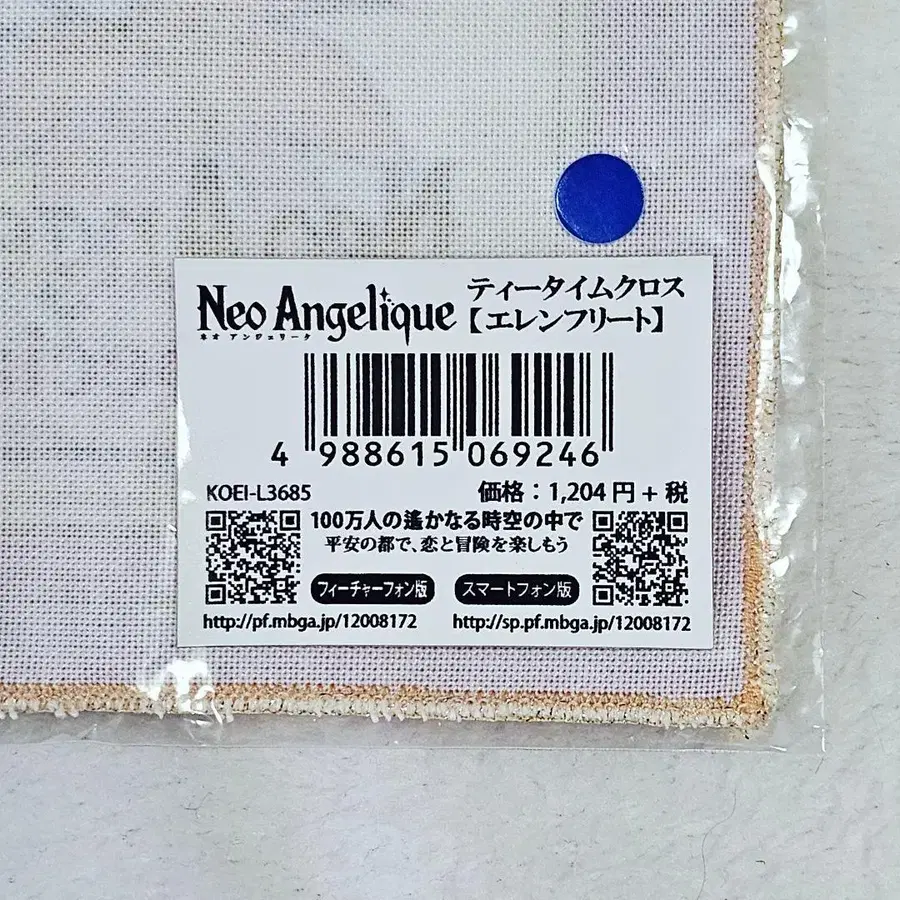 Neo Angelique
ネオ アンジェリーク
ティータイムクロス
【エレンフリート】
4 988615 069246
KOEI-L3685
価格：1,204円+税
100万人の遙かなる時空の中で
平安の都で、恋と冒険を楽しもう
フィーチャーフォン版
スマートフォン版
http://pf.mbga.jp/12008172
http://sp.pf.mbga.jp/12008172